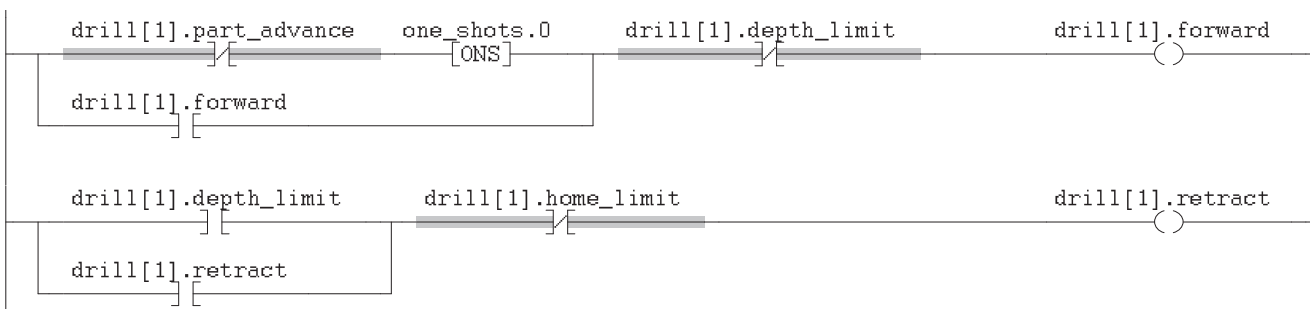 drill[1].part_advance one_shots.0 drill[1].depth_limit drill[1].forward
[ONS]
drill[1].forward
drill[1].depth_limit drill[1].home_limit drill[1].retract
drill[1].retract